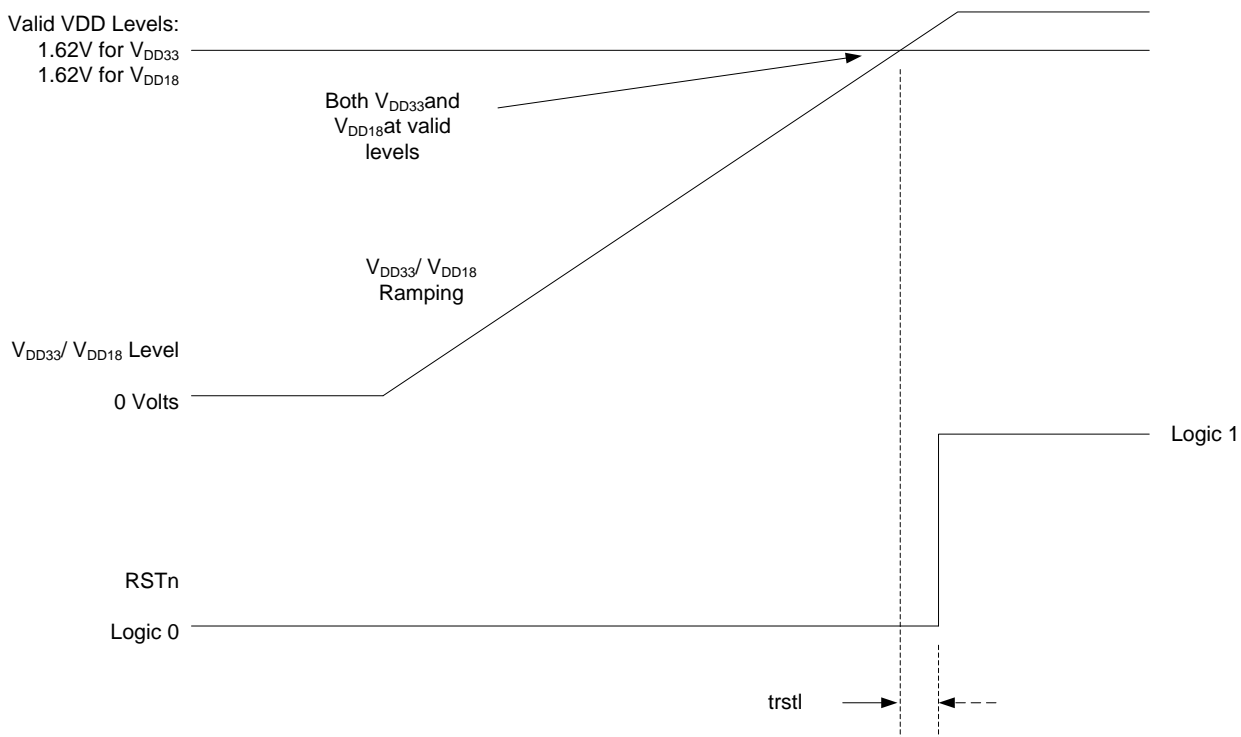 Valid VDD Levels:
1.62V for VDD33
1.62V for VDD18
Both VDD33and
VDD18at valid
levels
VDD33/ VDD18
Ramping
VDD33/ VDD18 Level
0 Volts
Logic 1
RSTn
Logic 0
trstl